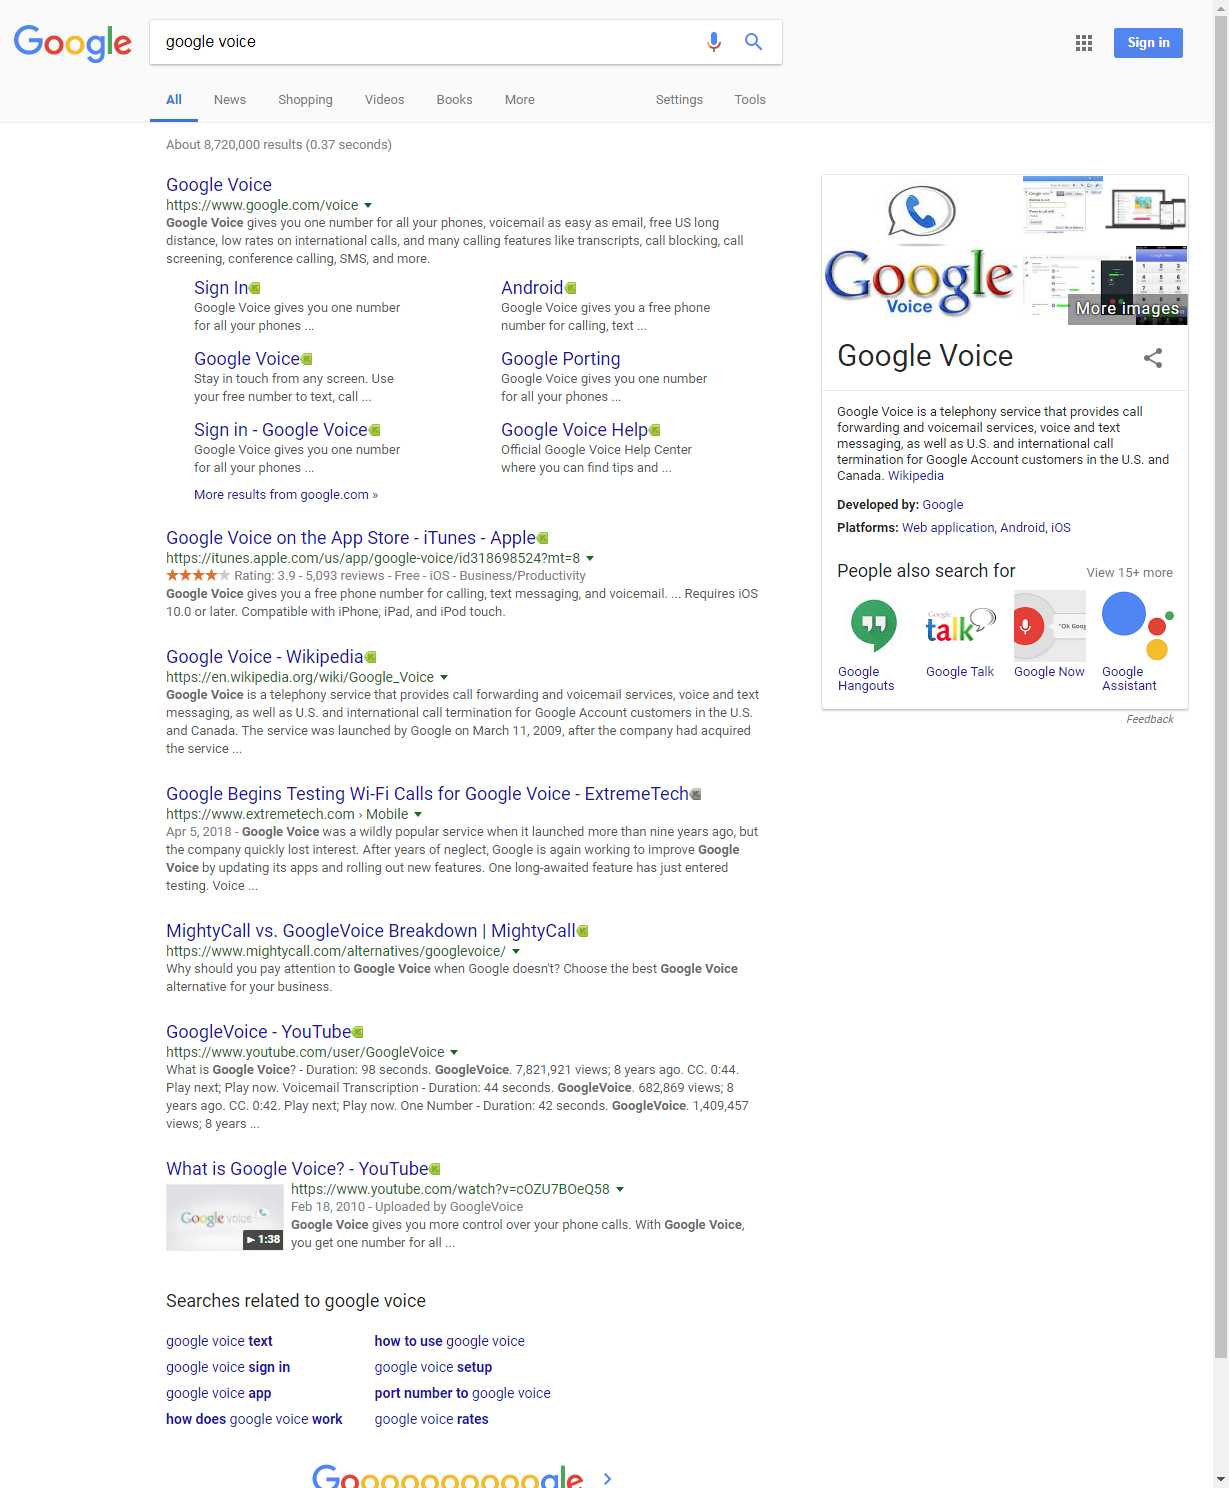 Google
google voice
Sign in
All News Shopping Videos Books More Settings Tools
About 8,720,000 results (0.37 seconds)
Google Voice
https://www.google.com/voice
Google Voice gives you one number for all your phones, voicemail as easy as email, free US long
distance, low rates on international calls, and many calling features like transcripts, call blocking, call
screening, conference calling, SMS, and more.
Sign In
Google Voice gives you one number
for all your phones ...
Android
Google Voice gives you a free phone
number for calling, text ...
Google Voice
Stay in touch from any screen. Use
your free number to text, call ...
Google Porting
Google Voice gives you one number
for all your phones ...
Sign in - Google Voice
Google Voice gives you one number
for all your phones ...
Google Voice Help
Official Google Voice Help Center
where you can find tips and ...
More results from google.com »
Google Voice on the App Store - iTunes - Apple
https://itunes.apple.com/us/app/google-voice/id318698524?mt=8
Rating: 3.9 - 5,093 reviews - Free - iOS - Business/Productivity
Google Voice gives you a free phone number for calling, text messaging, and voicemail. ... Requires iOS
10.0 or later. Compatible with iPhone, iPad, and iPod touch.
Google Voice - Wikipedia
https://en.wikipedia.org/wiki/Google_Voice
Google Voice is a telephony service that provides call forwarding and voicemail services, voice and text
messaging, as well as U.S. and international call termination for Google Account customers in the U.S.
and Canada. The service was launched by Google on March 11, 2009, after the company had acquired
the service ...
Google Begins Testing Wi-Fi Calls for Google Voice - ExtremeTech
https://www.extremetech.com › Mobile
Apr 5, 2018 - Google Voice was a wildly popular service when it launched more than nine years ago, but
the company quickly lost interest. After years of neglect, Google is again working to improve Google
Voice by updating its apps and rolling out new features. One long-awaited feature has just entered
testing. Voice ...
MightyCall vs. GoogleVoice Breakdown | MightyCall
https://www.mightycall.com/alternatives/googlevoice/
Why should you pay attention to Google Voice when Google doesn't? Choose the best Google Voice
alternative for your business.
GoogleVoice - YouTube
https://www.youtube.com/user/GoogleVoice
What is Google Voice? - Duration: 98 seconds. GoogleVoice. 7,821,921 views; 8 years ago. CC. 0:44.
Play next; Play now. Voicemail Transcription - Duration: 44 seconds. GoogleVoice. 682,869 views; 8
years ago. CC. 0:42. Play next; Play now. One Number - Duration: 42 seconds. GoogleVoice. 1,409,457
views; 8 years ...
What is Google Voice? - YouTube
Google voice
1:38
https://www.youtube.com/watch?v=cOZU7BOeQ58
Feb 18, 2010 - Uploaded by GoogleVoice
Google Voice gives you more control over your phone calls. With Google Voice,
you get one number for all ...
Searches related to google voice
google voice text
google voice sign in
google voice app
how does google voice work
how to use google voice
google voice setup
port number to google voice
google voice rates
Goooooooooogle
Google
Voice
More images
Google Voice
Google Voice is a telephony service that provides call
forwarding and voicemail services, voice and text
messaging, as well as U.S. and international call
termination for Google Account customers in the U.S. and
Canada. Wikipedia
Developed by: Google
Platforms: Web application, Android, iOS
People also search for
View 15+ more
Google talk
"Ok Goog
Google
Hangouts
Google Talk
Google Now
Google
Assistant
Feedback